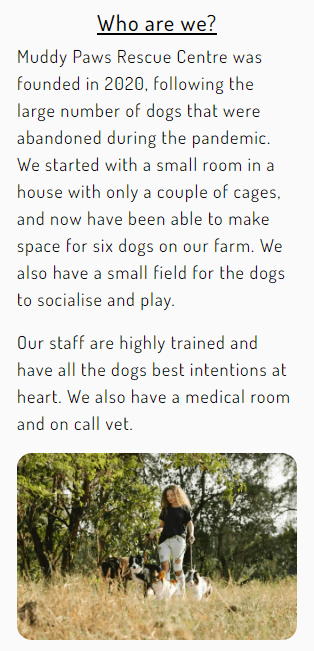 Who are we?
Muddy Paws Rescue Centre was
founded in 2020, following the
large number of dogs that were
abandoned during the pandemic.
We started with a small room in a
house with only a couple of cages,
and now have been able to make
space for six dogs on our farm. We
also have a small field for the dogs
to socialise and play.
Our staff are highly trained and
have all the dogs best intentions at
heart. We also have a medical room
and on call vet.